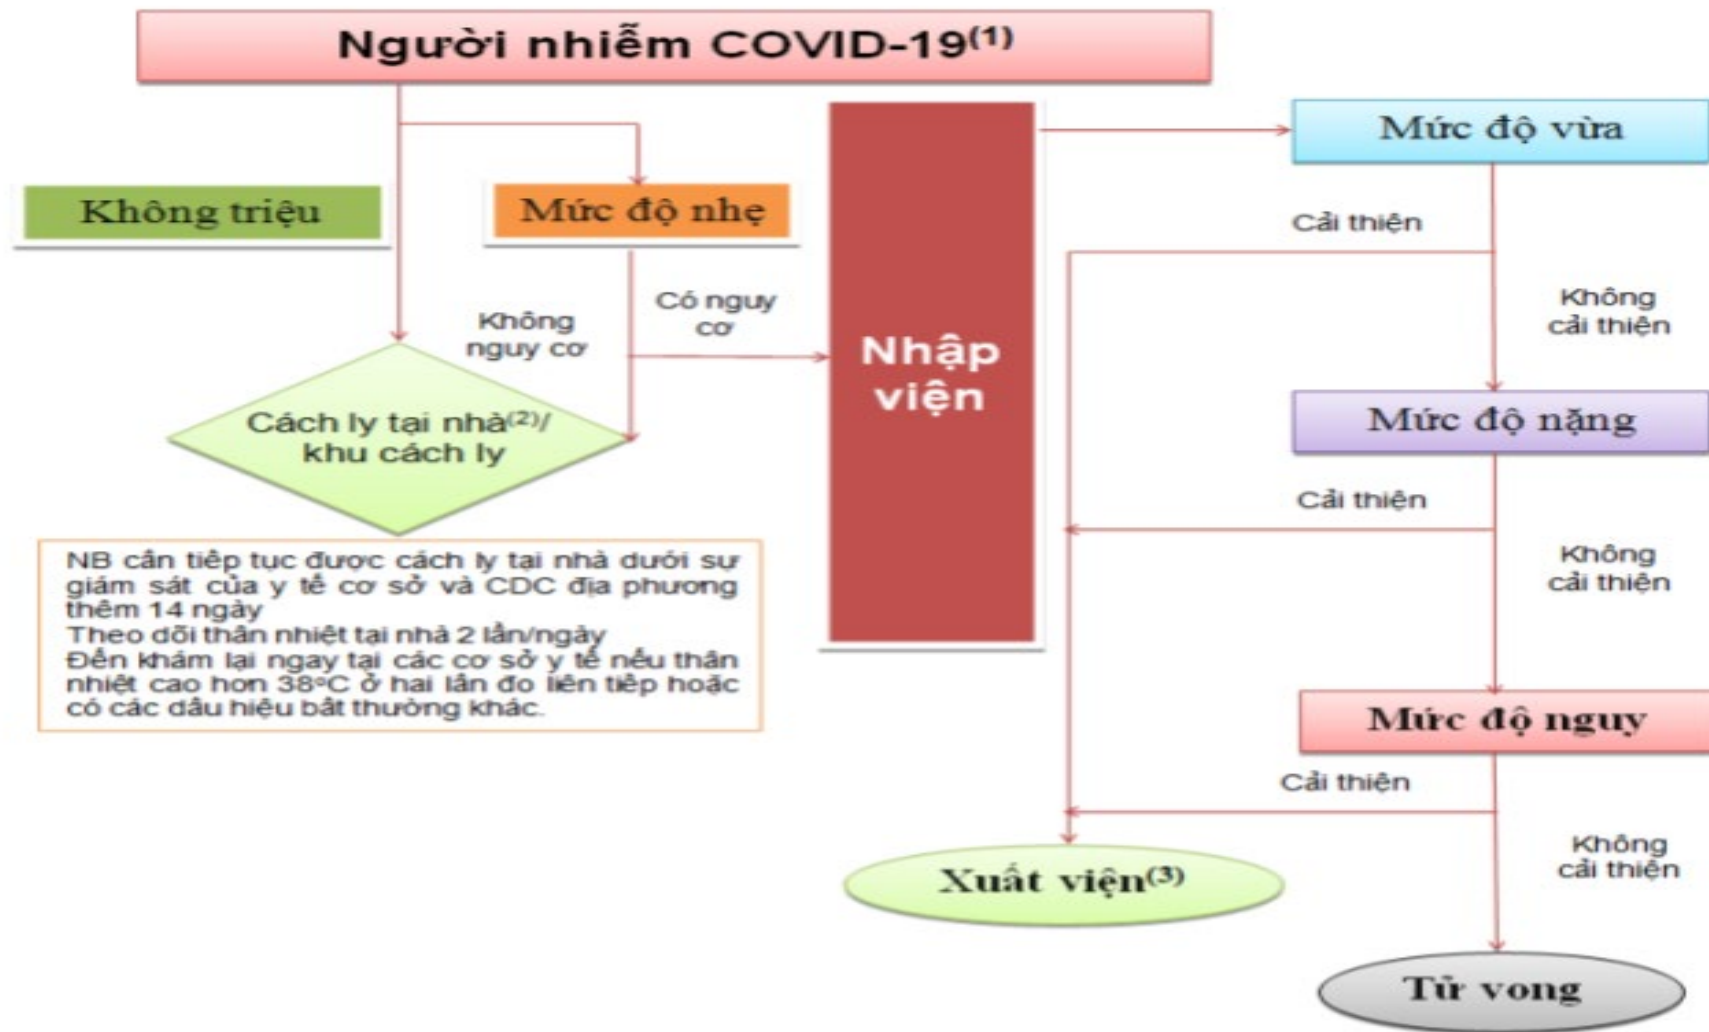 Người nhiễm COVID-19⁽¹⁾
Không triệu
Mức độ nhẹ
Không
nguy cơ
Có nguy
cơ
Cách ly tại nhà⁽²⁾/
khu cách ly
NB cần tiếp tục được cách ly tại nhà dưới sự
giám sát của y tế cơ sở và CDC địa phương
thêm 14 ngày
Theo dõi thân nhiệt tại nhà 2 lần/ngày
Đến khám lại ngay tại các cơ sở y tế nếu thân
nhiệt cao hơn 38°C ở hai lần đo liên tiếp hoặc
có các dấu hiệu bất thường khác.
Nhập
viện
Mức độ vừa
Cải thiện
Không
cải thiện
Mức độ nặng
Cải thiện
Không
cải thiện
Mức độ nguy
Cải thiện
Không
cải thiện
Xuất viện⁽³⁾
Tử vong